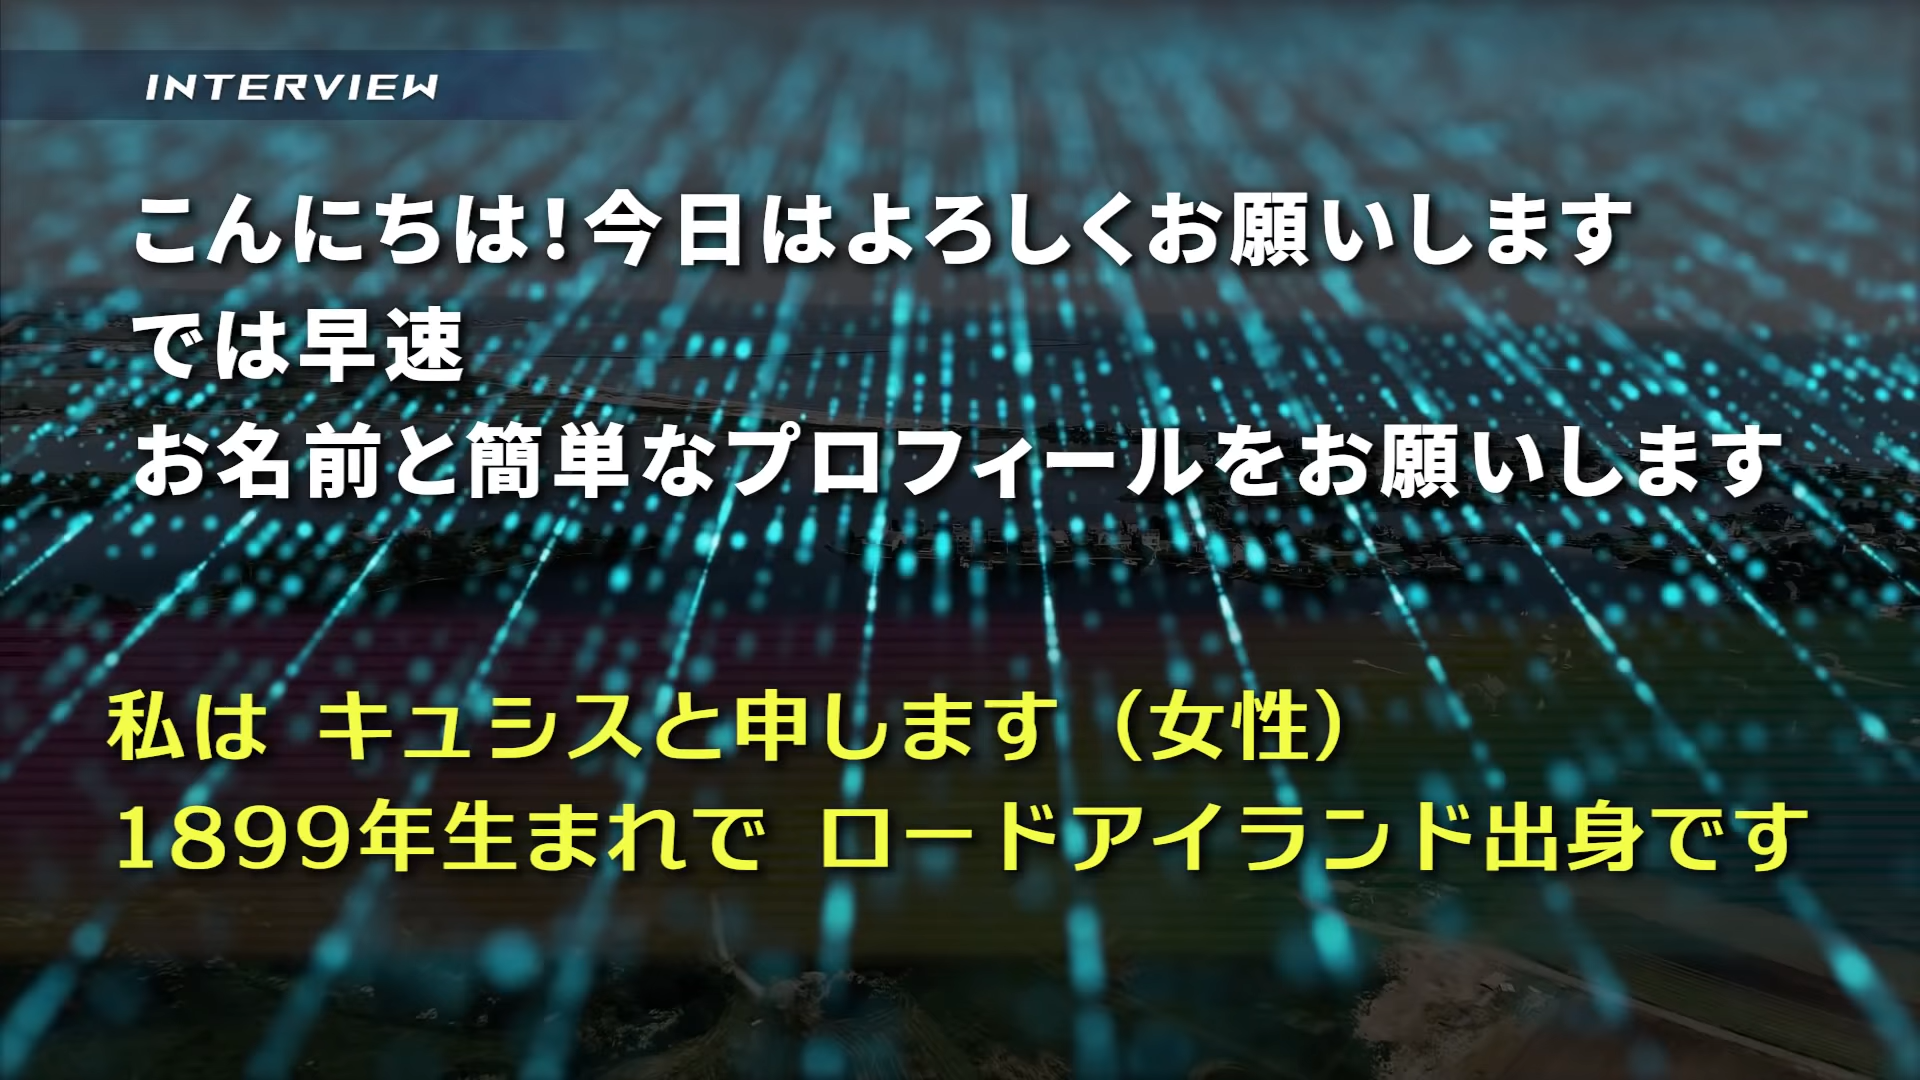 INTERVIEW
こんにちは！今日はよろしくお願いします
では早速
お名前と簡単なプロフィールをお願いします
私は キュシスと申します（女性）
1899年生まれで ロードアイランド出身です